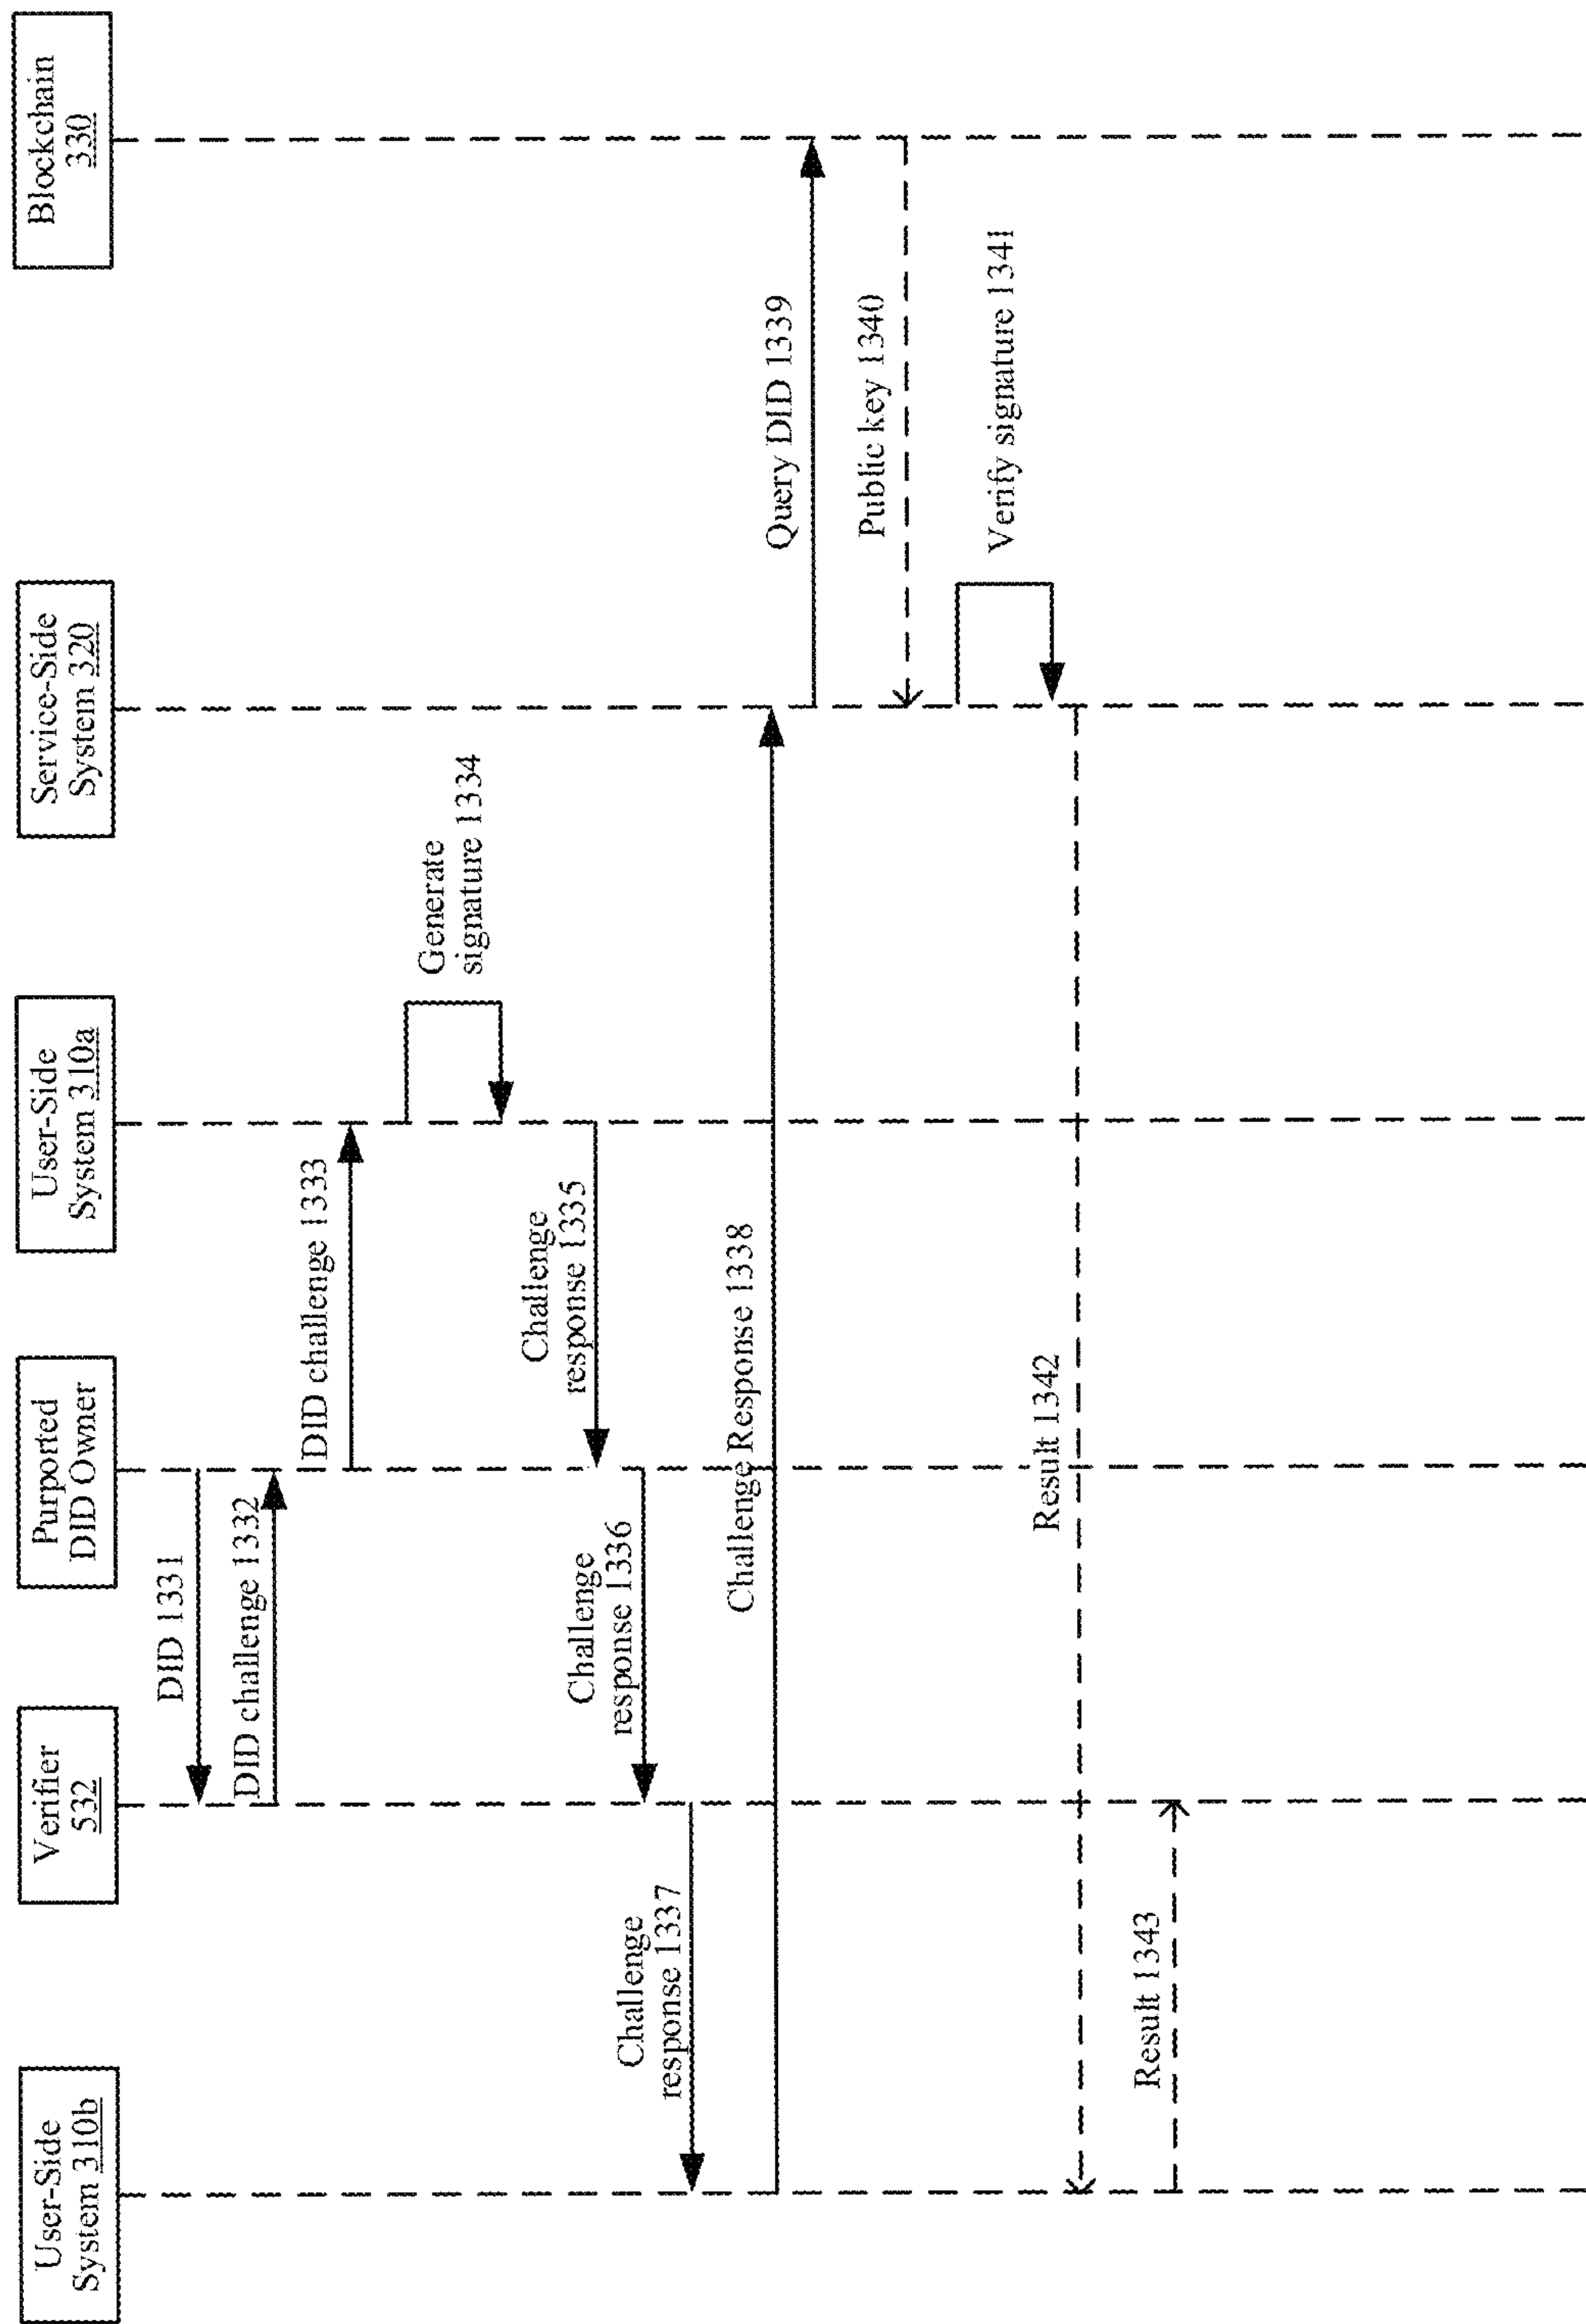 User-Side
System 310b
Verifier
532
Purported
DID Owner
User-Side
System 310a
Service-Side
System 320
Blockchain
330
DID 1331
DID challenge 1332
DID challenge 1333
Generate
signature 1334
Challenge
response 1335
Challenge
response 1336
Challenge
response 1337
Challenge Response 1338
Query DID 1339
Public key 1340
Verify signature 1341
Result 1342
Result 1343